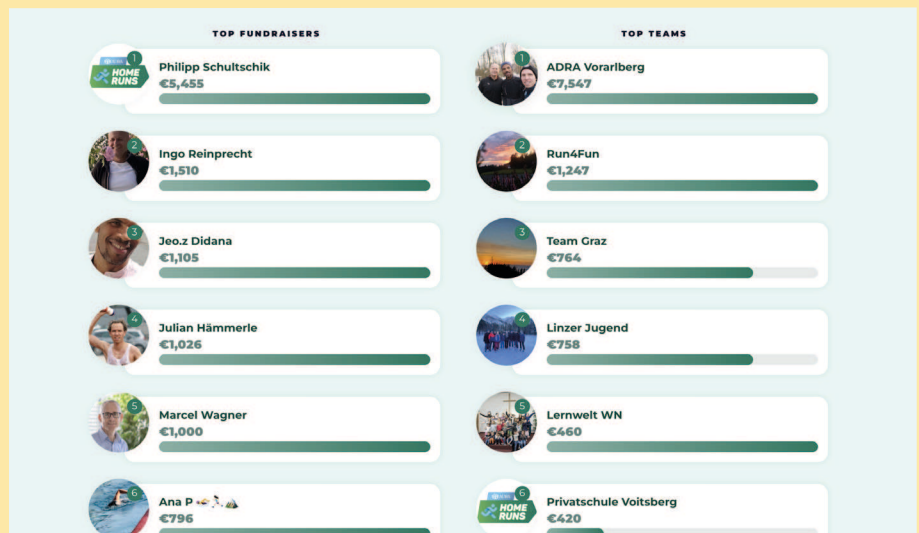 TOP FUNDRAISERS
1
HOME
RUNS
Philipp Schultschik
€5,455
2
Ingo Reinprecht
€1,510
3
Jeo.z Didana
€1,105
4
Julian Hämmerle
€1,026
5
Marcel Wagner
€1,000
6
Ana P
€796
TOP TEAMS
1
ADRA Vorarlberg
€7,547
2
Run4Fun
€1,247
3
Team Graz
€764
4
Linzer Jugend
€758
5
Lernwelt WN
€460
6
HOME
RUNS
Privatschule Voitsberg
€420